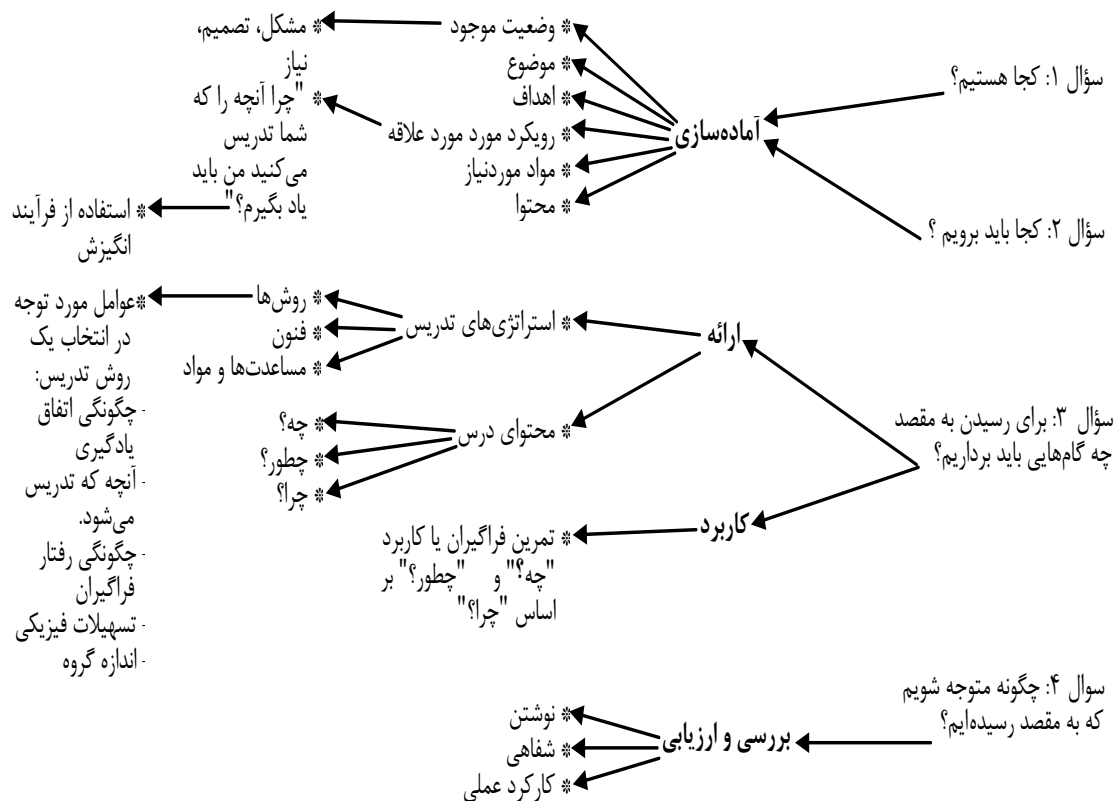 سؤال ۱: کجا هستیم؟
سؤال ۲: کجا باید برویم ؟
آماده‌سازی
* وضعیت موجود
* موضوع
* اهداف
* رویکرد مورد مورد علاقه
* مواد موردنیاز
* محتوا
* مشکل، تصمیم،
نیاز
* "چرا آنچه را که
شما تدریس
می‌کنید من باید
یاد بگیرم؟"
* استفاده از فرآیند
انگیزش
سؤال ۳: برای رسیدن به مقصد
چه گام‌هایی باید برداریم؟
ارائه
* استراتژی‌های تدریس
* روش‌ها
* فنون
* مساعدت‌ها و مواد
*عوامل مورد توجه
در انتخاب یک
روش تدریس:
- چگونگی اتفاق
یادگیری
- آنچه که تدریس
می‌شود.
- چگونگی رفتار
فراگیران
- تسهیلات فیزیکی
- اندازه گروه
* محتوای درس
* چه؟
* چطور؟
* چرا؟
کاربرد
* تمرین فراگیران یا کاربرد
"چه؟" و "چطور؟" بر
اساس "چرا؟"
سوال ۴: چگونه متوجه شویم
که به مقصد رسیده‌ایم؟
بررسی و ارزیابی
* نوشتن
* شفاهی
* کارکرد عملی